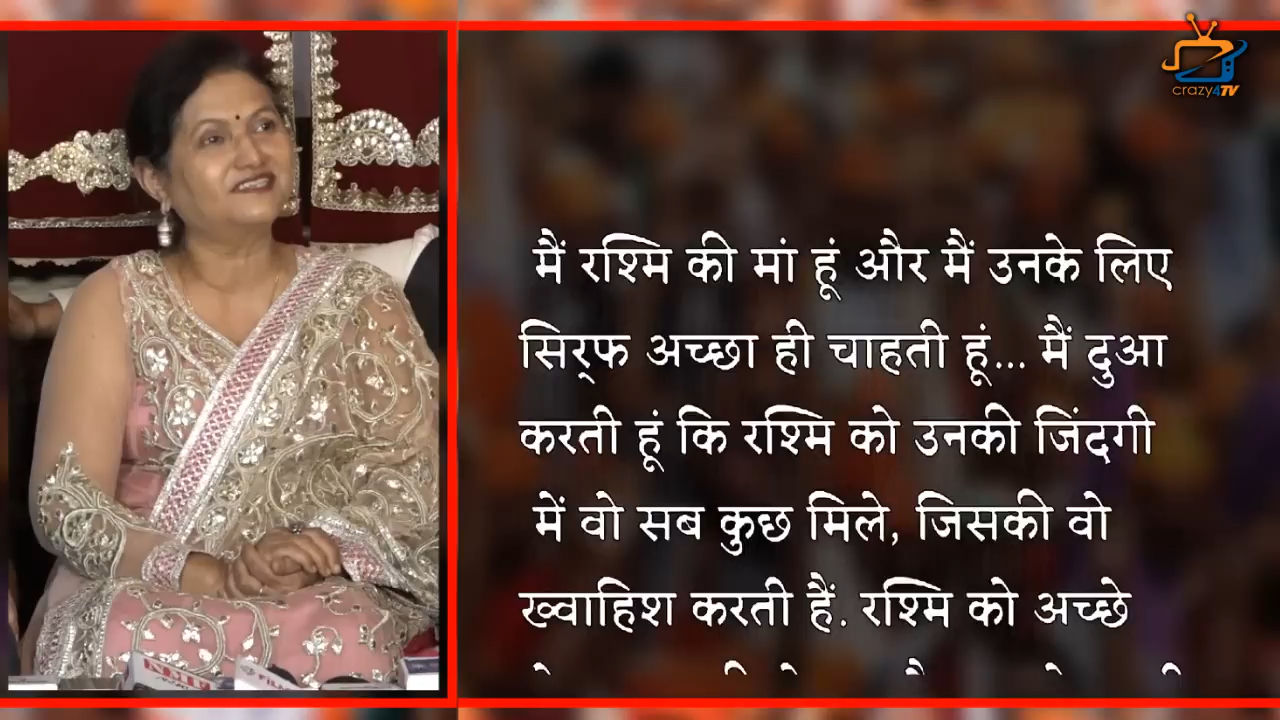 crazy4TV
मैं रश्मि की मां हूं और मैं उनके लिए
सिर्फ अच्छा ही चाहती हूं... मैं दुआ
करती हूं कि रश्मि को उनकी जिंदगी
में वो सब कुछ मिले, जिसकी वो
ख्वाहिश करती हैं. रश्मि को अच्छे